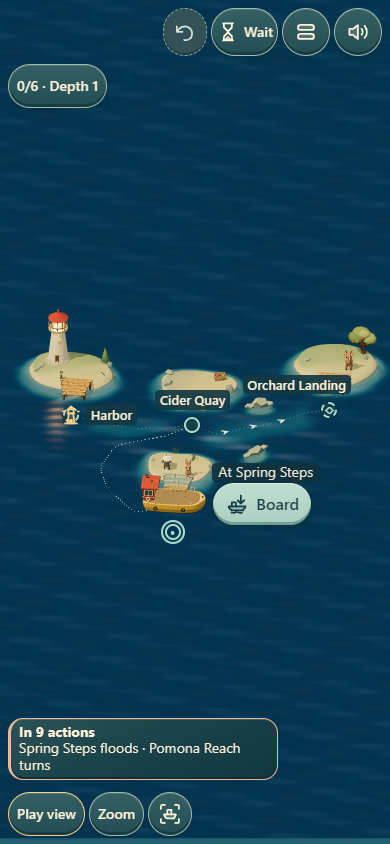 Wait
0/6 · Depth 1
Orchard Landing
Cider Quay
Harbor
At Spring Steps
Board
In 9 actions
Spring Steps floods · Pomona Reach
turns
Play view
Zoom